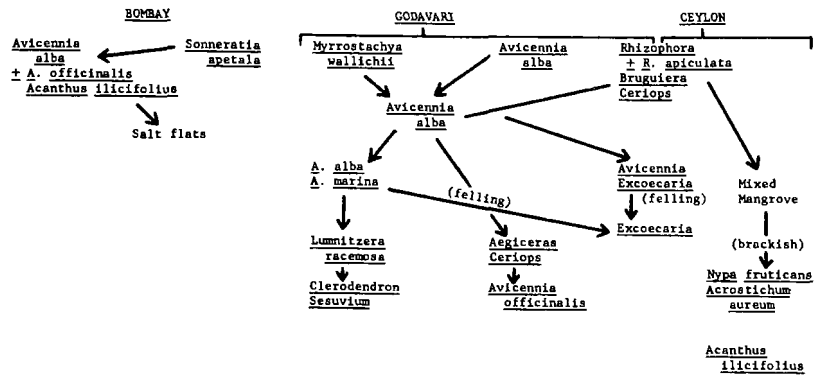 BOMBAY
Avicennia
alba
+ A. officinalis
Acanthus ilicifolius
Sonneratia
apetala
Salt flats
GODAVARI
Myrrostachya
wallichii
Avicennia
alba
Avicennia
alba
A. alba
A. marina
(felling)
Lumnitzera
racemosa
Clerodendron
Sesuvium
Aegiceras
Ceriops
Avicennia
officinalis
CEYLON
Rhizophora
+ R. apiculata
Bruguiera
Ceriops
Avicennia
Excoecaria
(felling)
Excoecaria
Mixed
Mangrove
(brackish)
Nypa fruticans
Acrostichum
aureum
Acanthus
ilicifolius